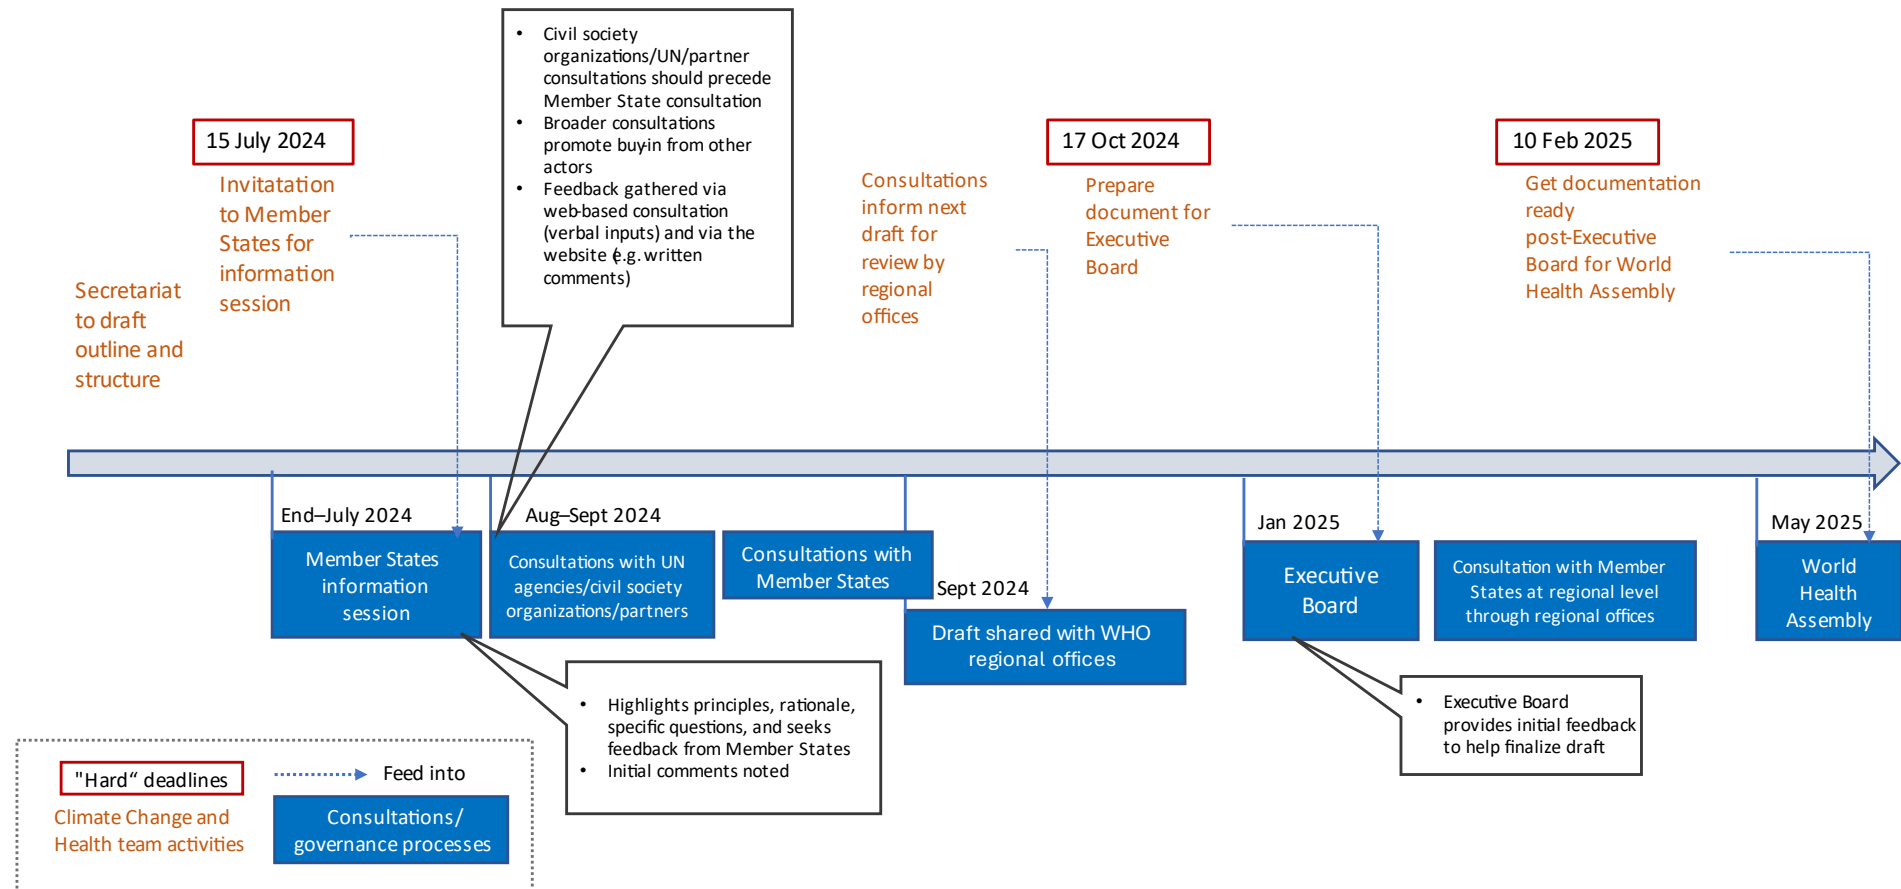 • Civil society
organizations/UN/partner
consultations should precede
Member State consultation
• Broader consultations
promote buy-in from other
actors
• Feedback gathered via
web-based consultation
(verbal inputs) and via the
website (e.g. written
comments)
15 July 2024
Invitatation
to Member
States for
information
session
Secretariat
to draft
outline and
structure
Consultations
inform next
draft for
review by
regional
offices
17 Oct 2024
Prepare
document for
Executive
Board
10 Feb 2025
Get documentation
ready
post-Executive
Board for World
Health Assembly
End–July 2024
Member States
information
session
Aug–Sept 2024
Consultations with UN
agencies/civil society
organizations/partners
Consultations with
Member States
Sept 2024
Draft shared with WHO
regional offices
Jan 2025
Executive
Board
Consultation with Member
States at regional level
through regional offices
May 2025
World
Health
Assembly
• Highlights principles, rationale,
specific questions, and seeks
feedback from Member States
• Initial comments noted
• Executive Board
provides initial feedback
to help finalize draft
"Hard“ deadlines
Feed into
Climate Change and
Health team activities
Consultations/
governance processes